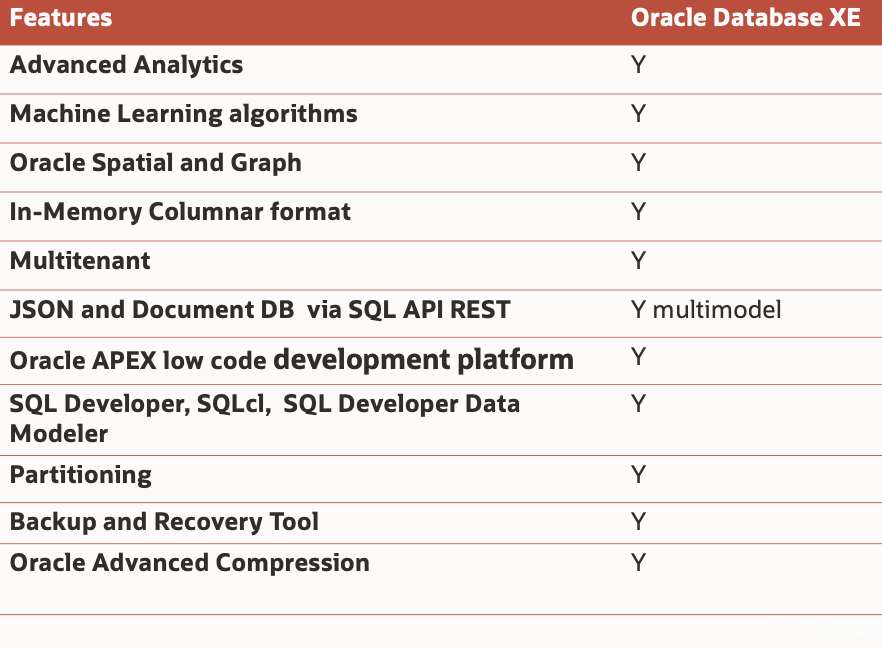 Features Oracle Database XE
Advanced Analytics Y
Machine Learning algorithms Y
Oracle Spatial and Graph Y
In-Memory Columnar format Y
Multitenant Y
JSON and Document DB  via SQL API REST Y multimodel
Oracle APEX low code development platform Y
SQL Developer, SQLcl,  SQL Developer Data Y
Modeler
Partitioning Y
Backup and Recovery Tool Y
Oracle Advanced Compression Y